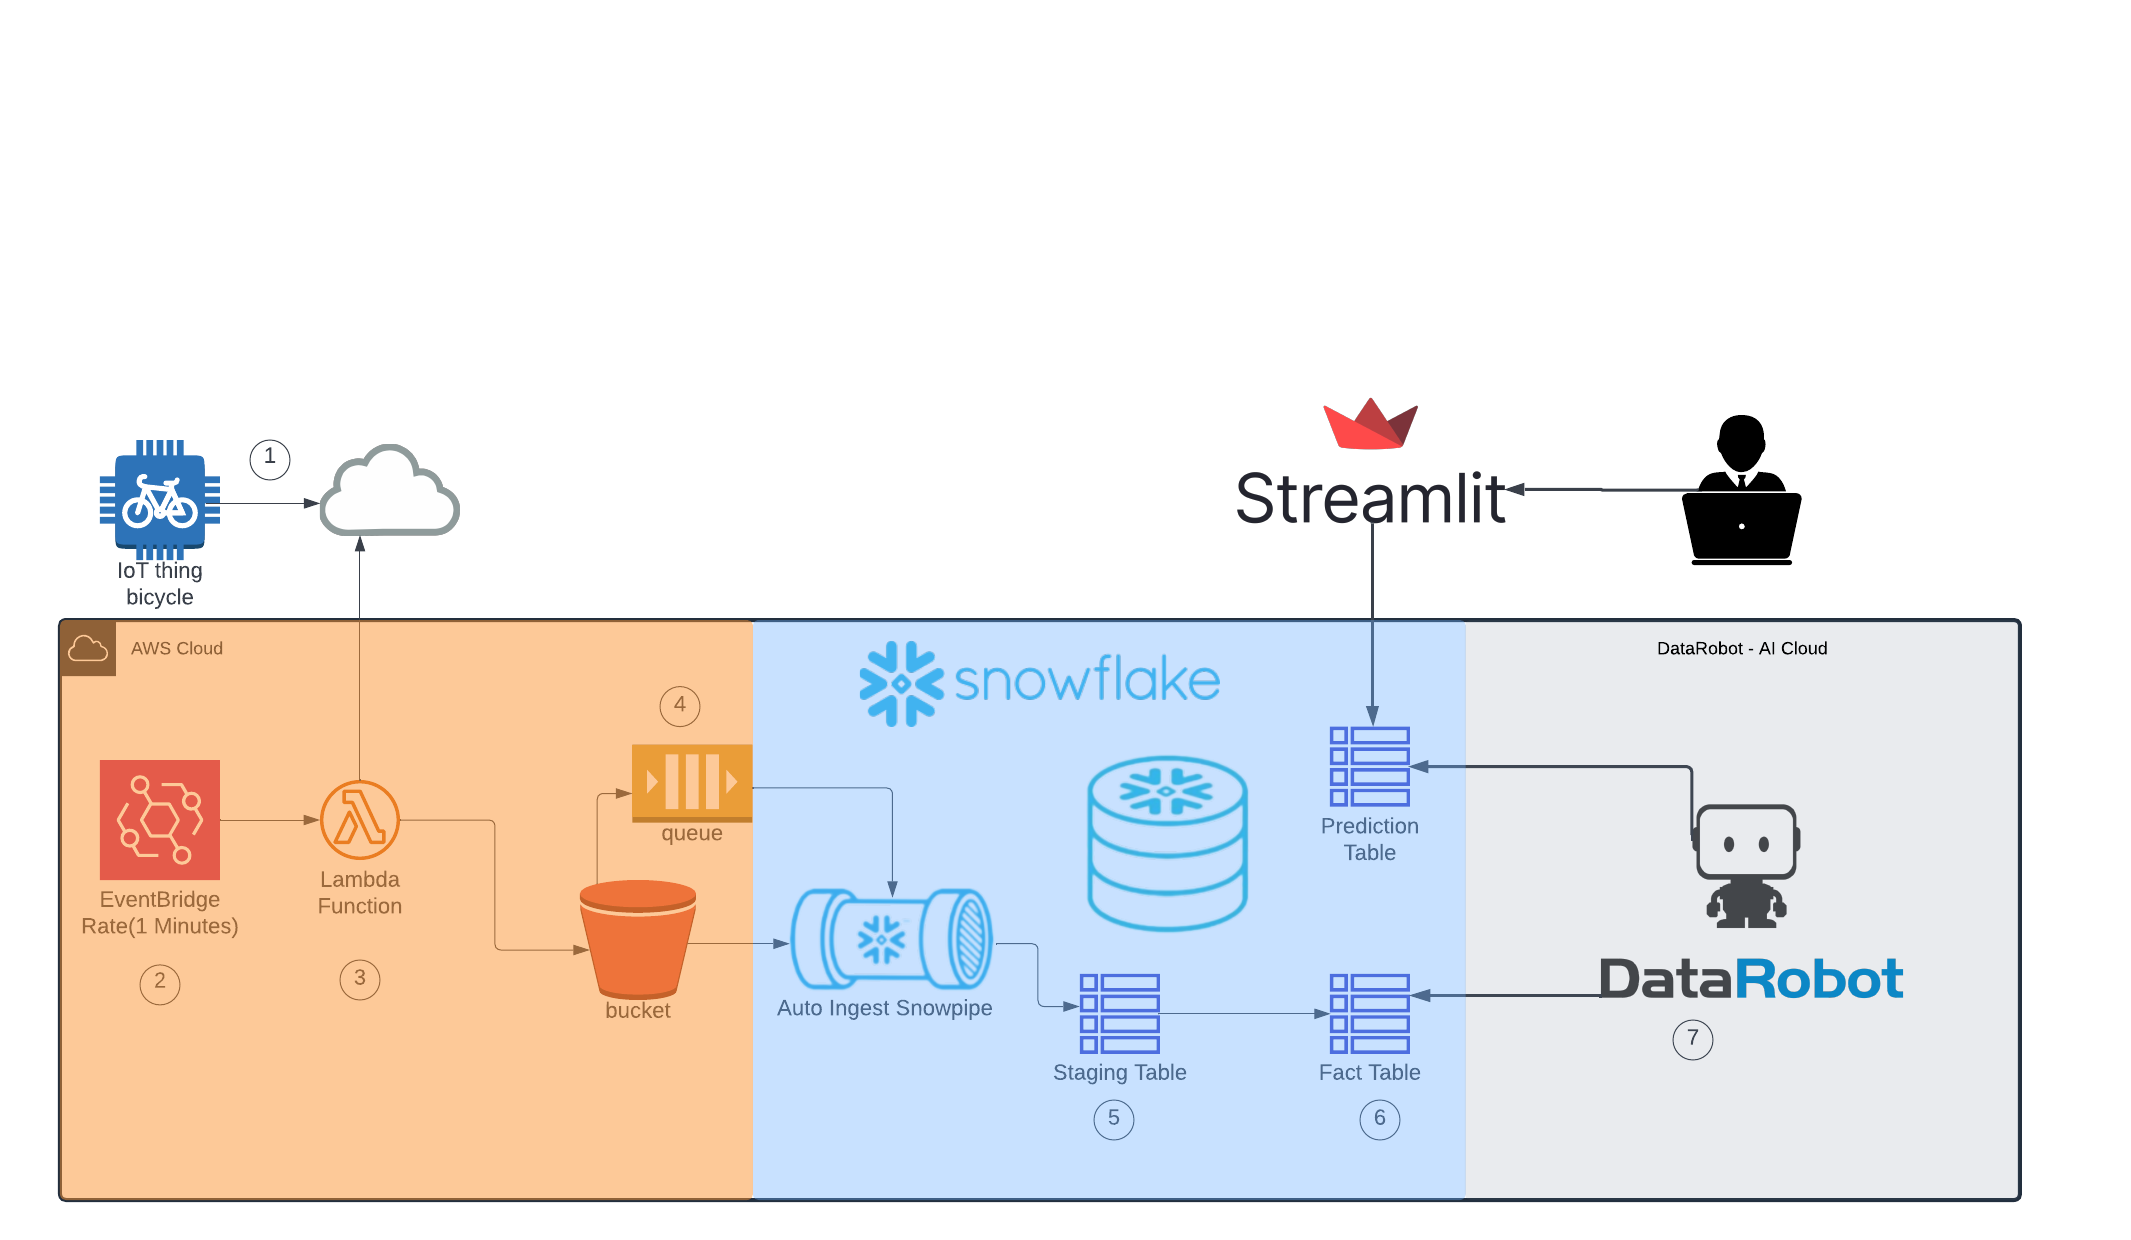 1
IoT thing
bicycle
Streamlit
AWS Cloud
snowflake
DataRobot - AI Cloud
4
queue
EventBridge
Rate(1 Minutes)
2
Lambda
Function
3
bucket
Auto Ingest Snowpipe
Prediction
Table
Staging Table
5
Fact Table
6
DataRobot
7